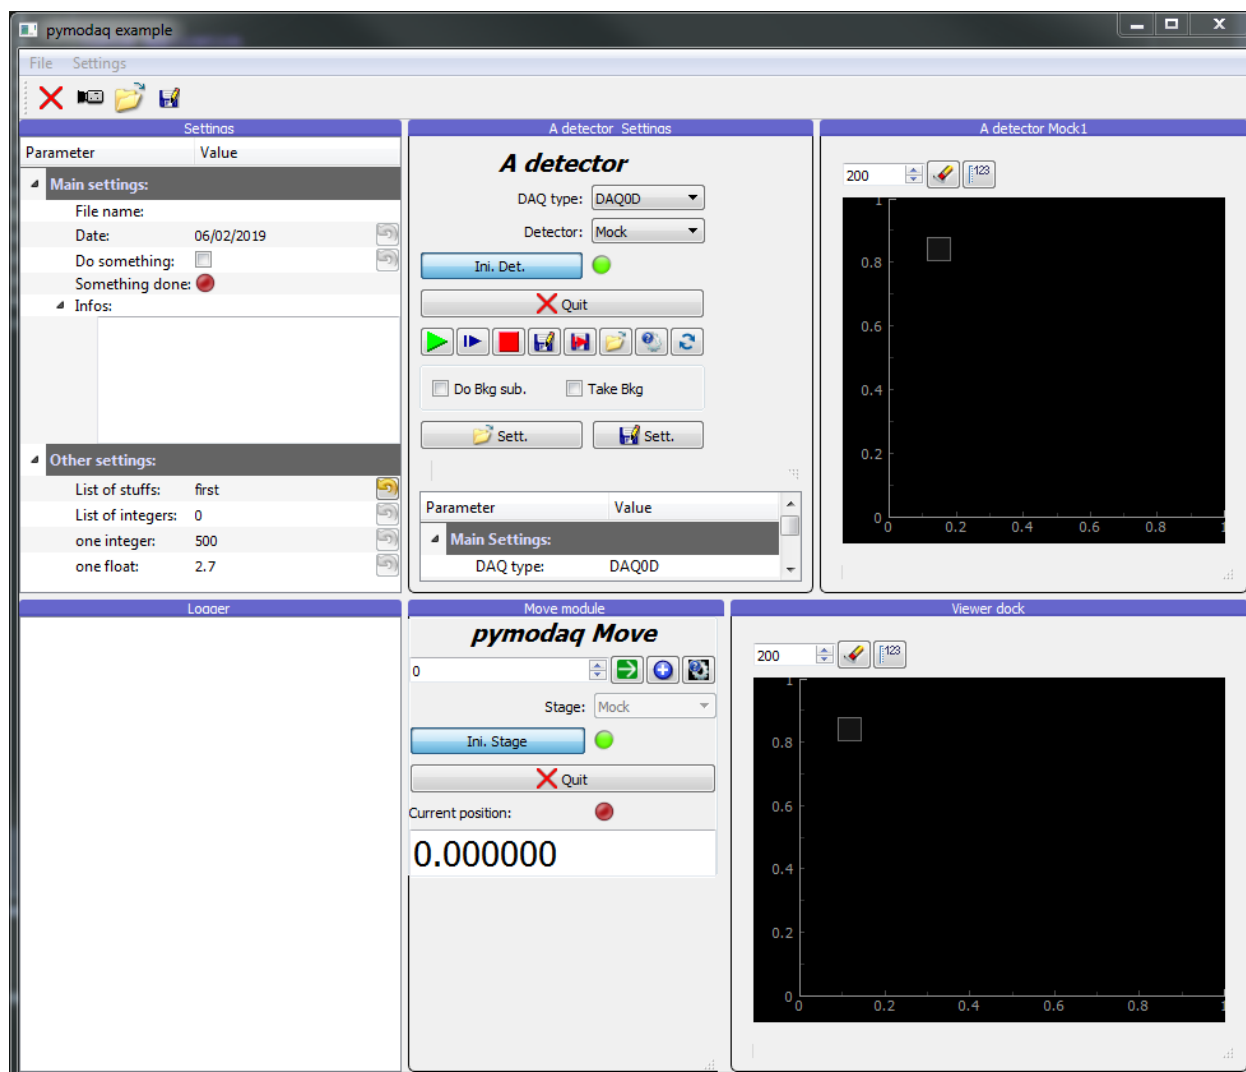 pymodaq example
File Settings
Settings
Parameter Value
Main settings:
File name:
Date: 06/02/2019
Do something:
Something done:
Infos:
Other settings:
List of stuffs: first
List of integers: 0
one integer: 500
one float: 2.7
A detector Settings
A detector
DAQ type: DAQ0D
Detector: Mock
Ini. Det.
Quit
Do Bkg sub. Take Bkg
Sett. Sett.
Parameter Value
Main Settings:
DAQ type: DAQ0D
A detector Mock1
200 123
1
0.8
0.6
0.4
0.2
0
0 0.2 0.4 0.6 0.8 1
Logger
Move module
pymodaq Move
0
Stage: Mock
Ini. Stage
Quit
Current position:
0.000000
Viewer dock
200 123
1
0.8
0.6
0.4
0.2
0
0 0.2 0.4 0.6 0.8 1